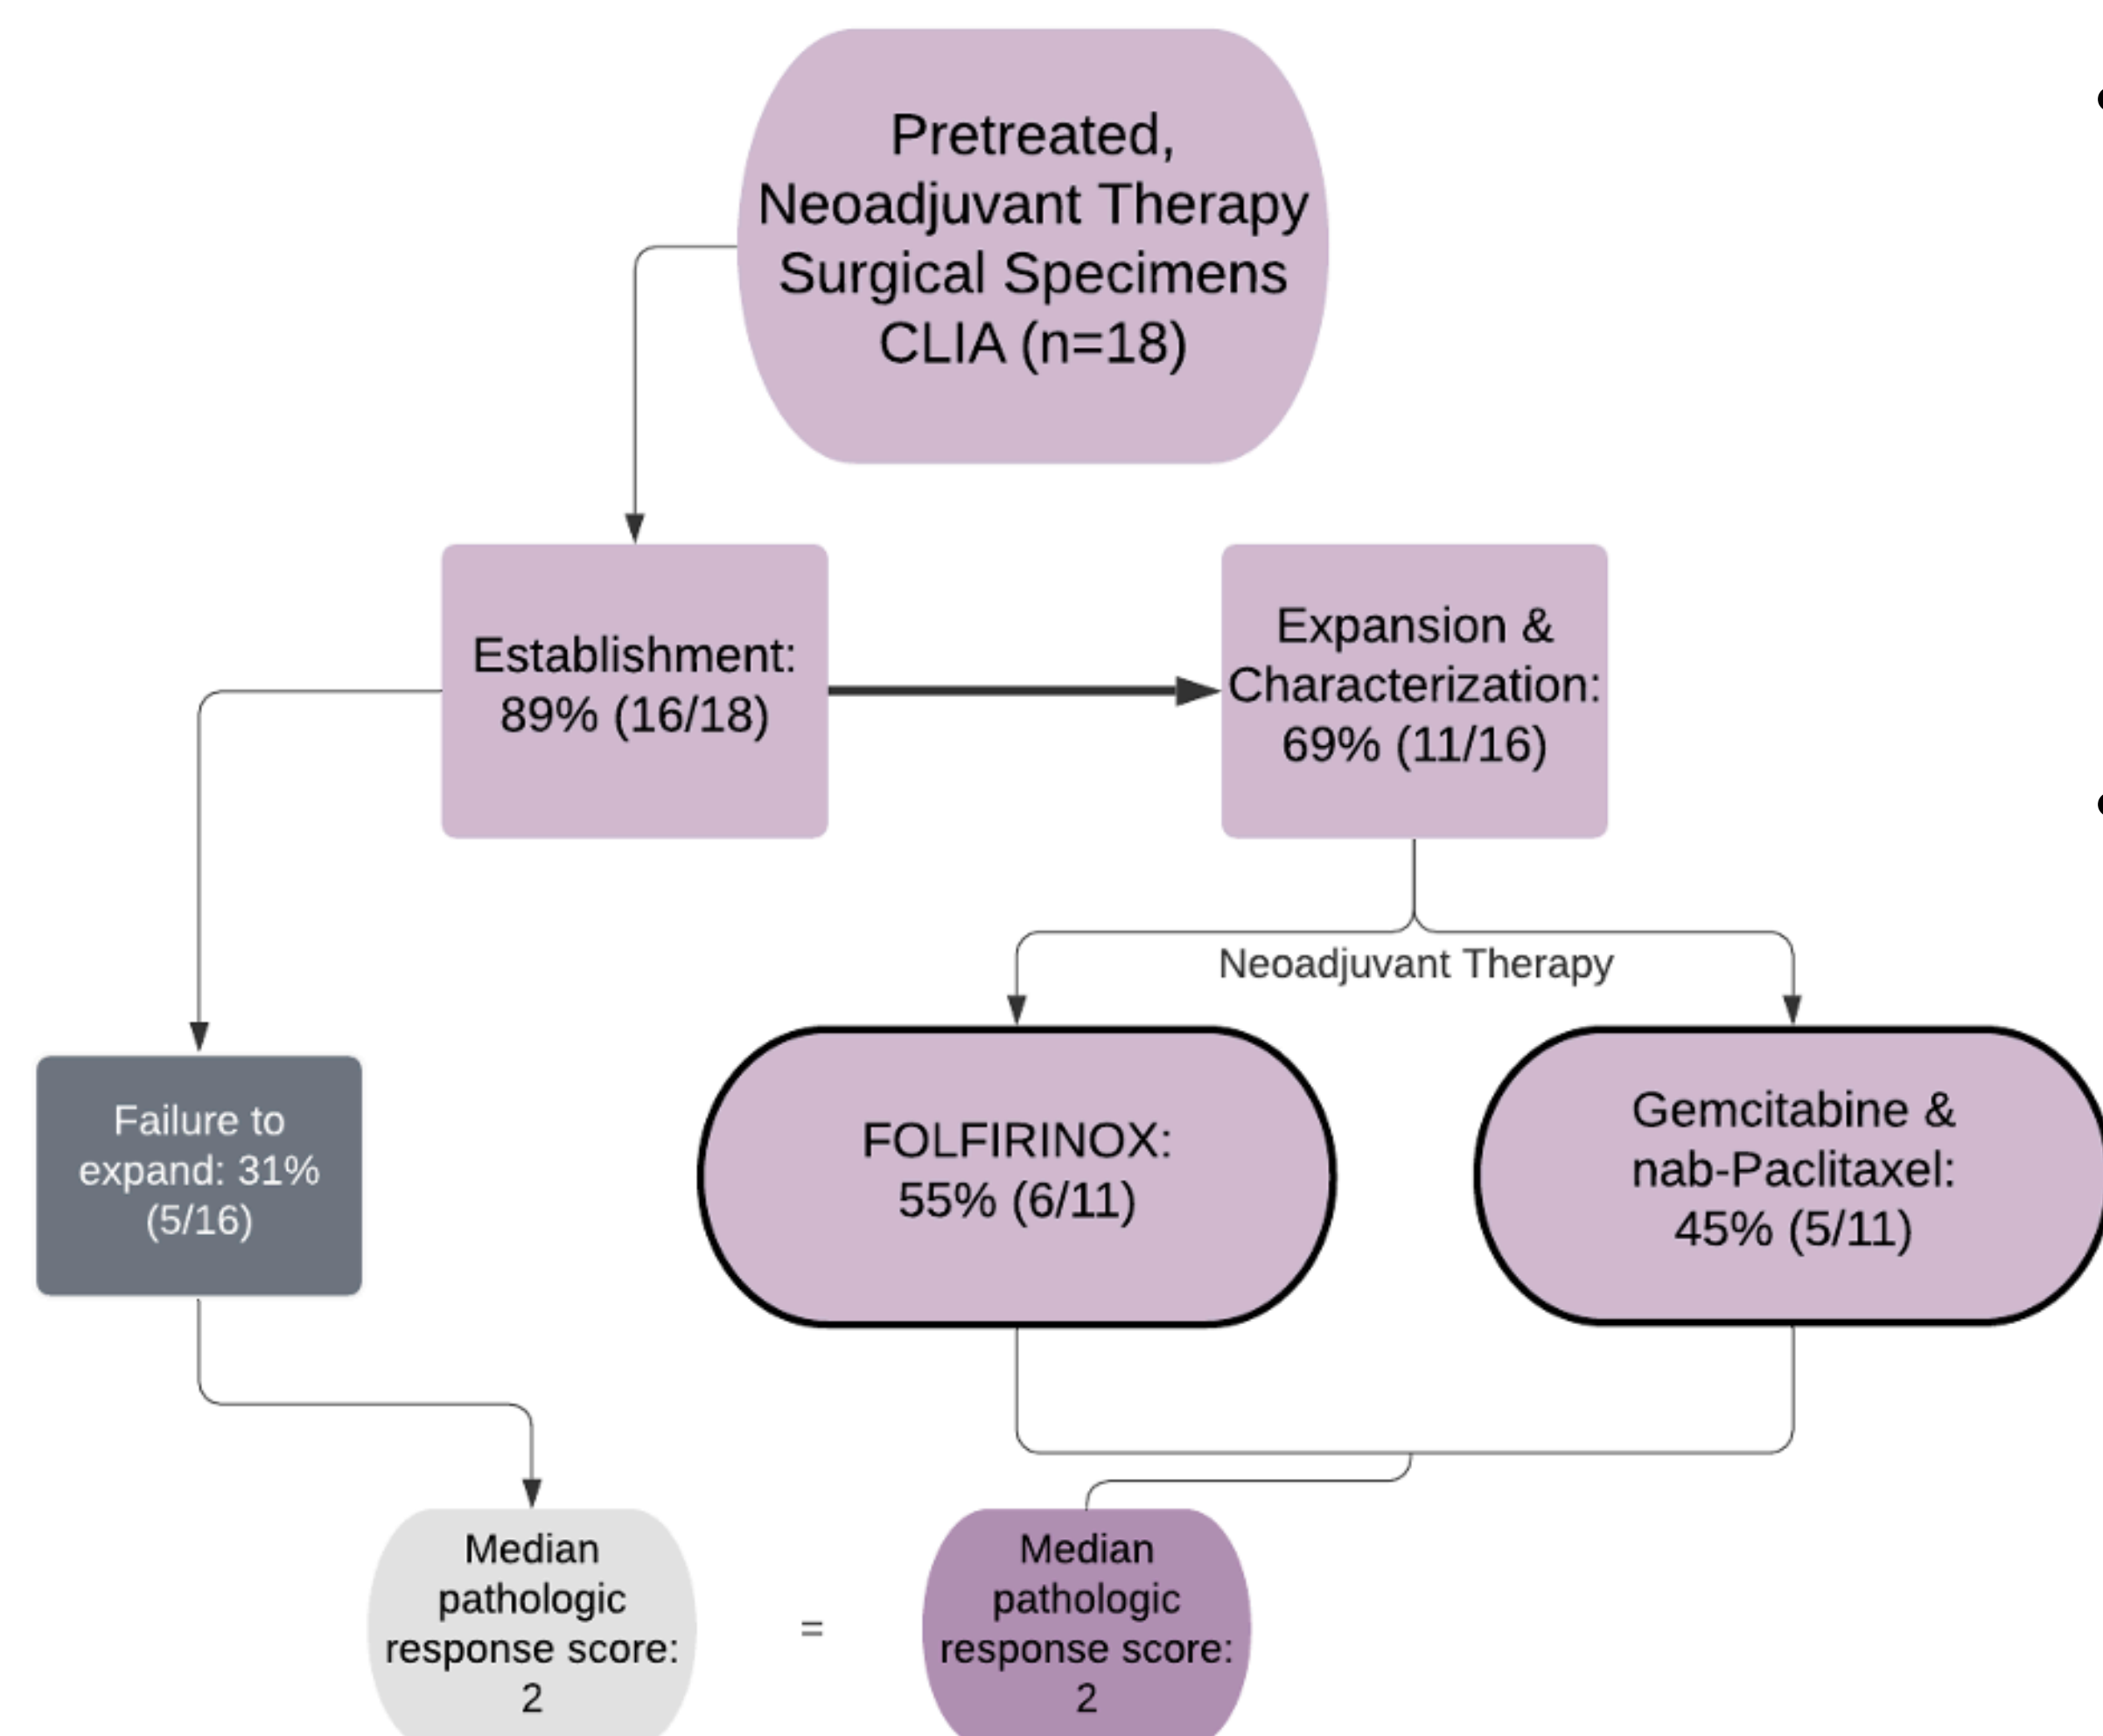 Pretreated,
Neoadjuvant Therapy
Surgical Specimens
CLIA (n=18)
Establishment:
89% (16/18)
Expansion &
Characterization:
69% (11/16)
Neoadjuvant Therapy
Failure to
expand: 31%
(5/16)
FOLFIRINOX:
55% (6/11)
Gemcitabine &
nab-Paclitaxel:
45% (5/11)
Median
pathologic
response score:
2
=
Median
pathologic
response score:
2